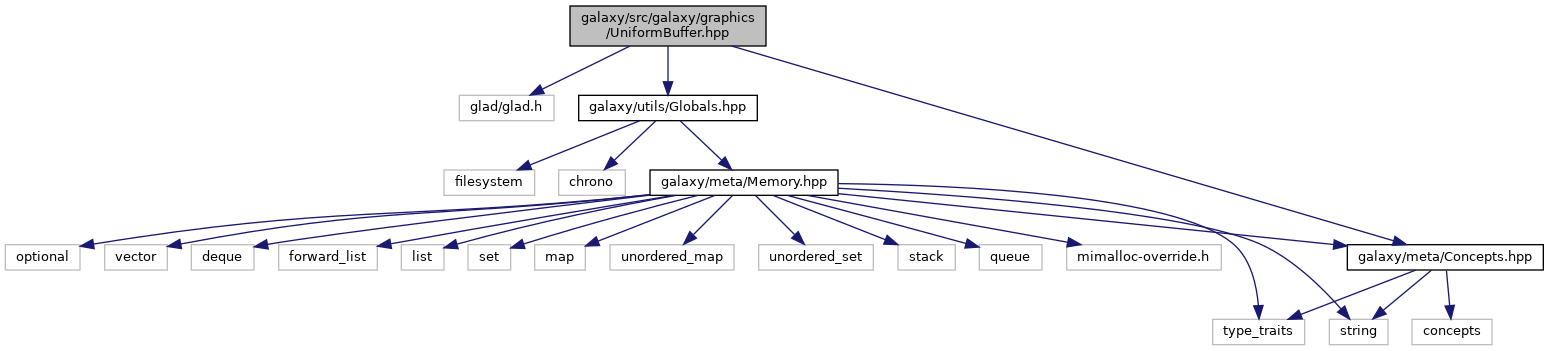 galaxy/src/galaxy/graphics
/UniformBuffer.hpp
glad/glad.h
galaxy/utils/Globals.hpp
filesystem
chrono
galaxy/meta/Memory.hpp
optional
vector
deque
forward_list
list
set
map
unordered_map
unordered_set
stack
queue
mimalloc-override.h
galaxy/meta/Concepts.hpp
type_traits
string
concepts